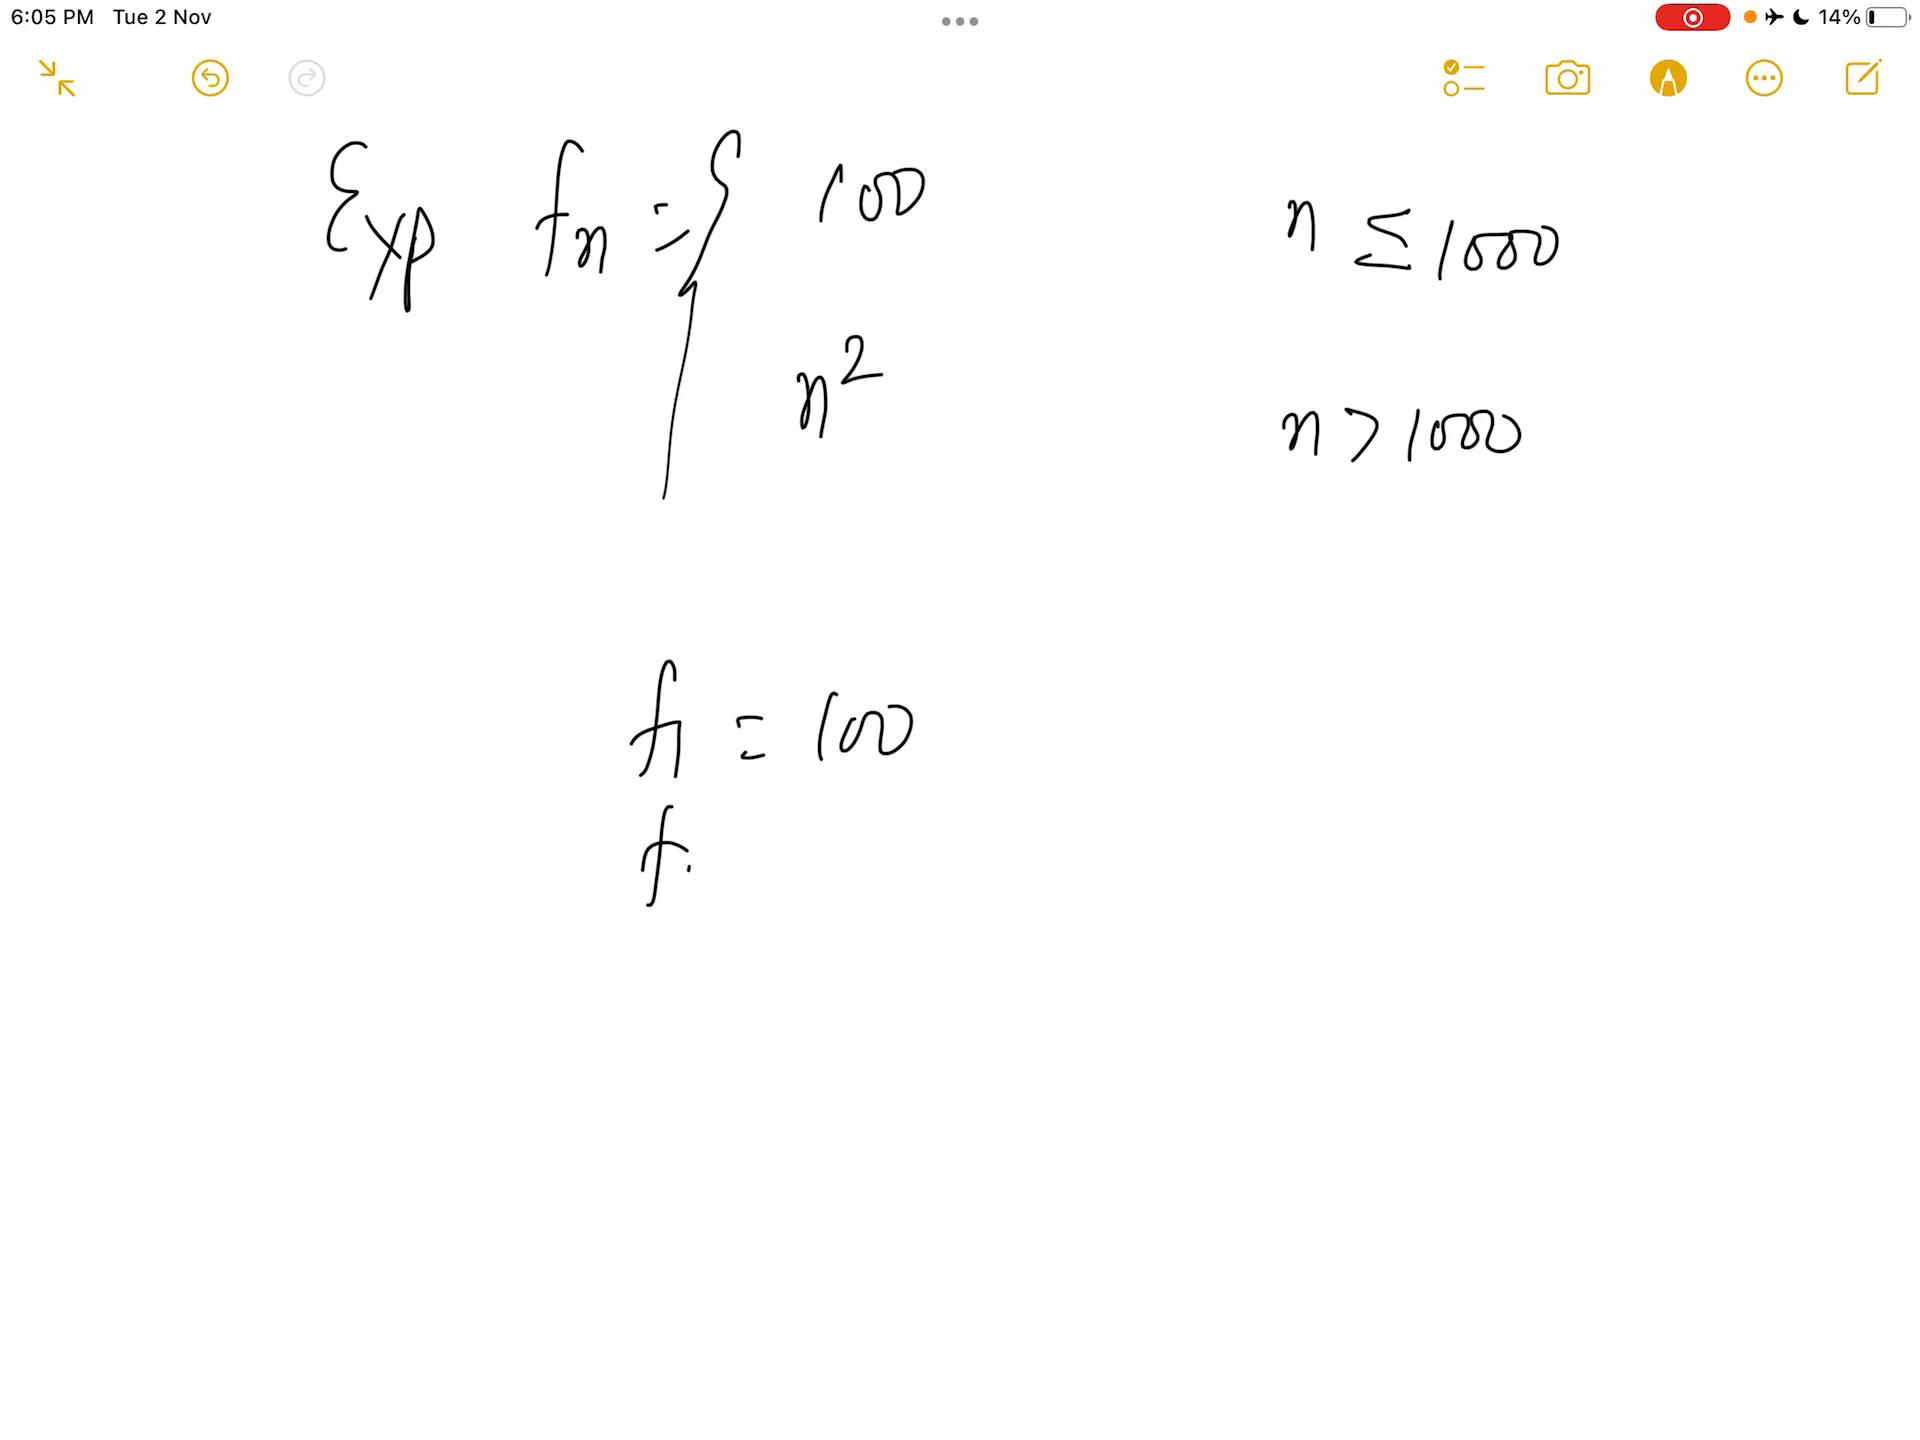 6:05 PM Tue 2 Nov 14%
Exp fn = { 100 n ≤ 1000
n² n > 1000
f1 = 100
f.